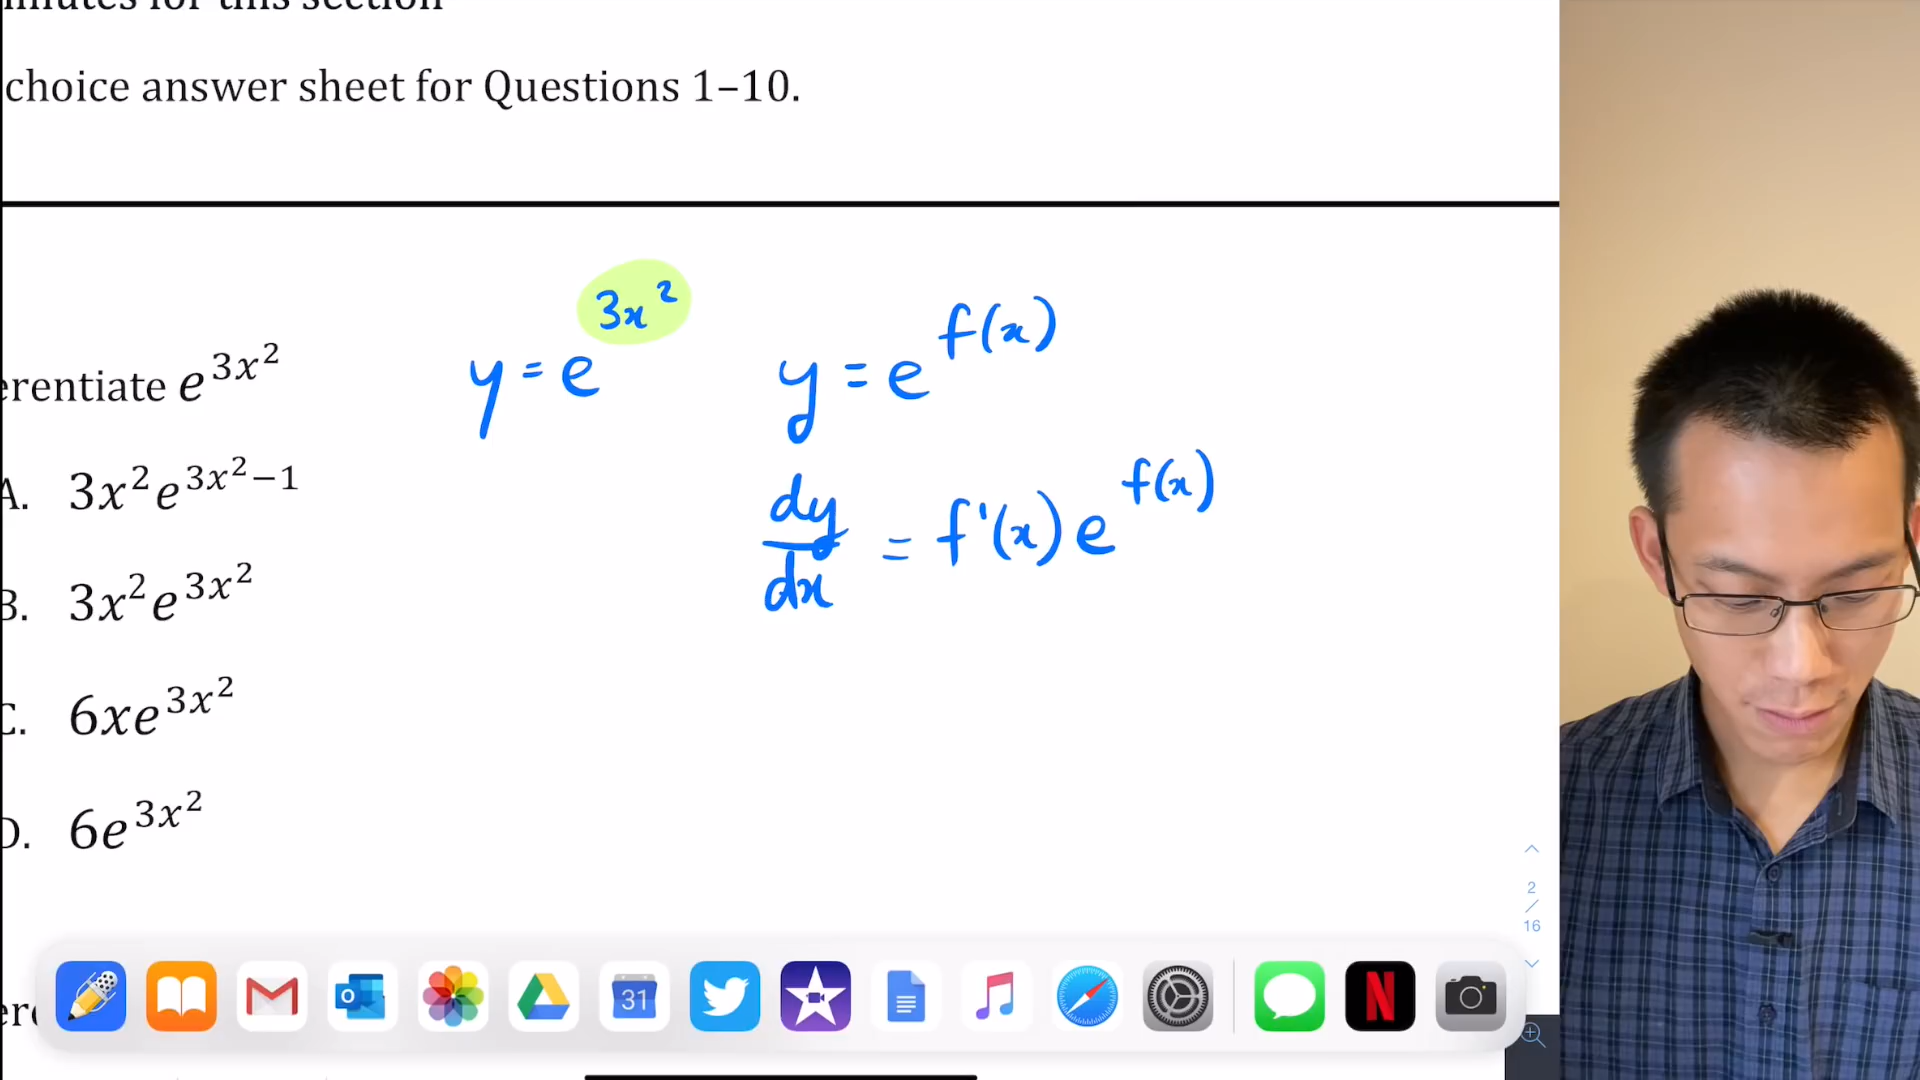 choice answer sheet for Questions 1–10.
erentiate e^{3x^2}
y = e^{3x^2}
y = e^{f(x)}
dy/dx = f'(x) e^{f(x)}
A. 3x^2e^{3x^2−1}
B. 3x^2e^{3x^2}
C. 6xe^{3x^2}
D. 6e^{3x^2}
2
/
16
31